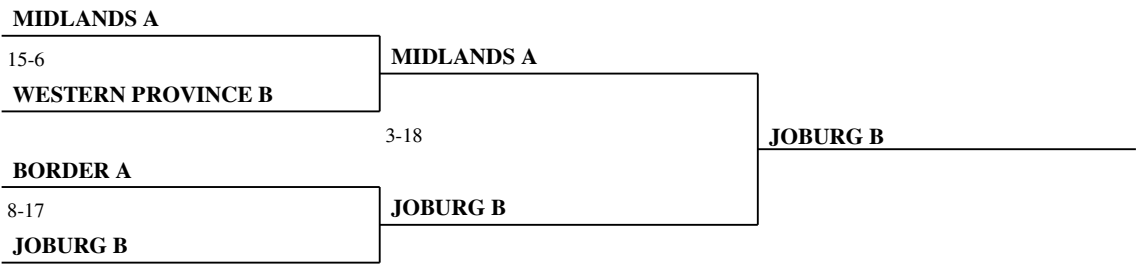 MIDLANDS A
15-6
MIDLANDS A
WESTERN PROVINCE B
3-18
JOBURG B
BORDER A
8-17
JOBURG B
JOBURG B